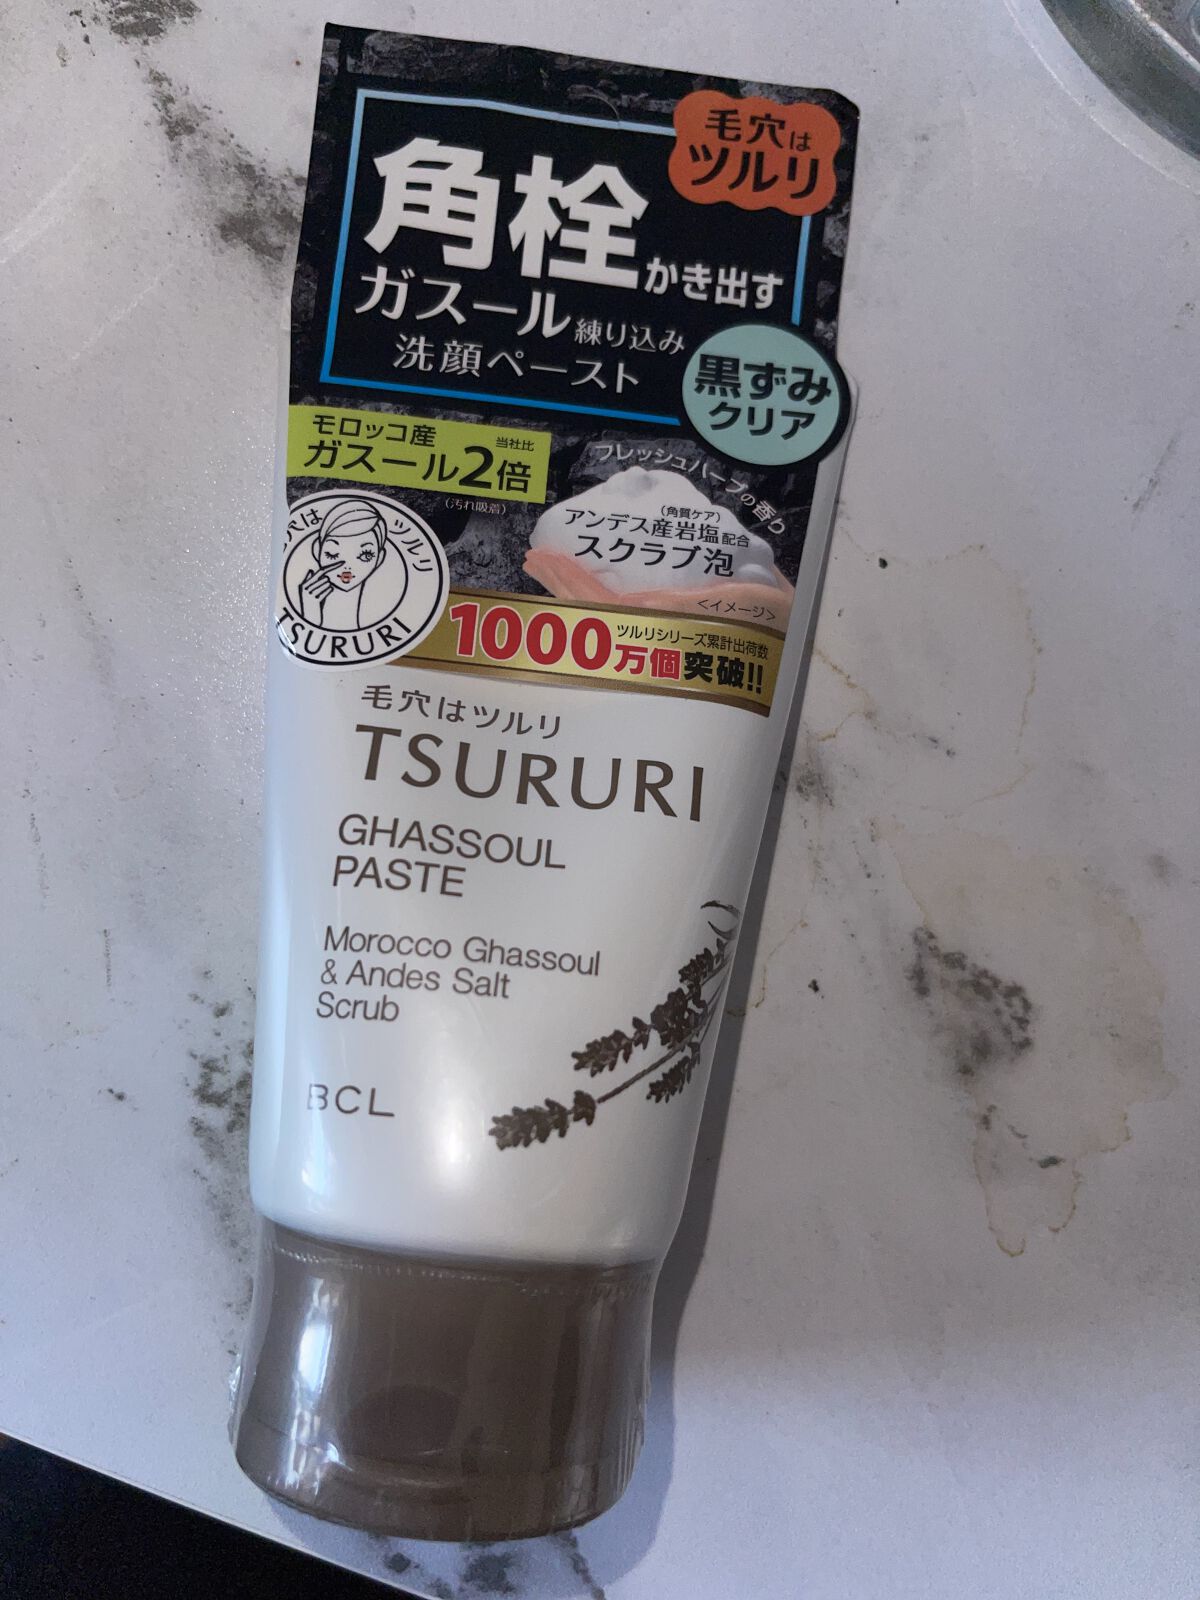 毛穴は
ツルリ
角栓かき出す
ガスール練り込み
洗顔ペースト
黒ずみ
クリア
モロッコ産
当社比
ガスール2倍
(汚れ吸着)
フレッシュハーブの香り
(角質ケア)
アンデス産岩塩配合
スクラブ泡
<イメージ>
穴はツルリ
TSURURI
ツルリシリーズ累計出荷数
1000万個突破!!
毛穴はツルリ
TSURURI
GHASSOUL
PASTE
Morocco Ghassoul
& Andes Salt
Scrub
BCL